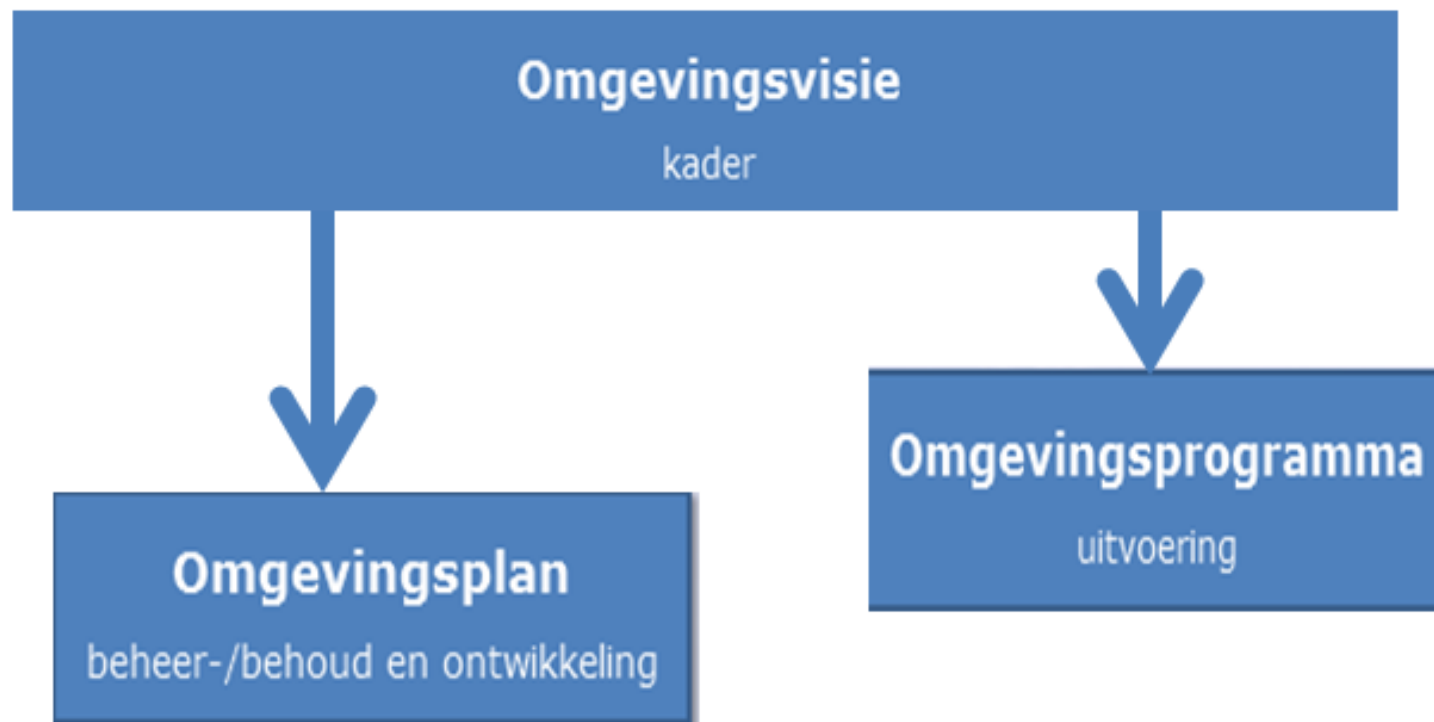 Omgevingsvisie
kader
Omgevingsprogramma
uitvoering
Omgevingsplan
beheer-/behoud en ontwikkeling